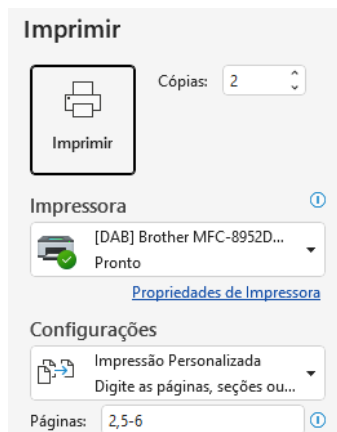 Imprimir
Cópias: 2
Imprimir
Impressora
[DAB] Brother MFC-8952D...
Pronto
Propriedades de Impressora
Configurações
Impressão Personalizada
Digite as páginas, seções ou...
Páginas: 2,5-6